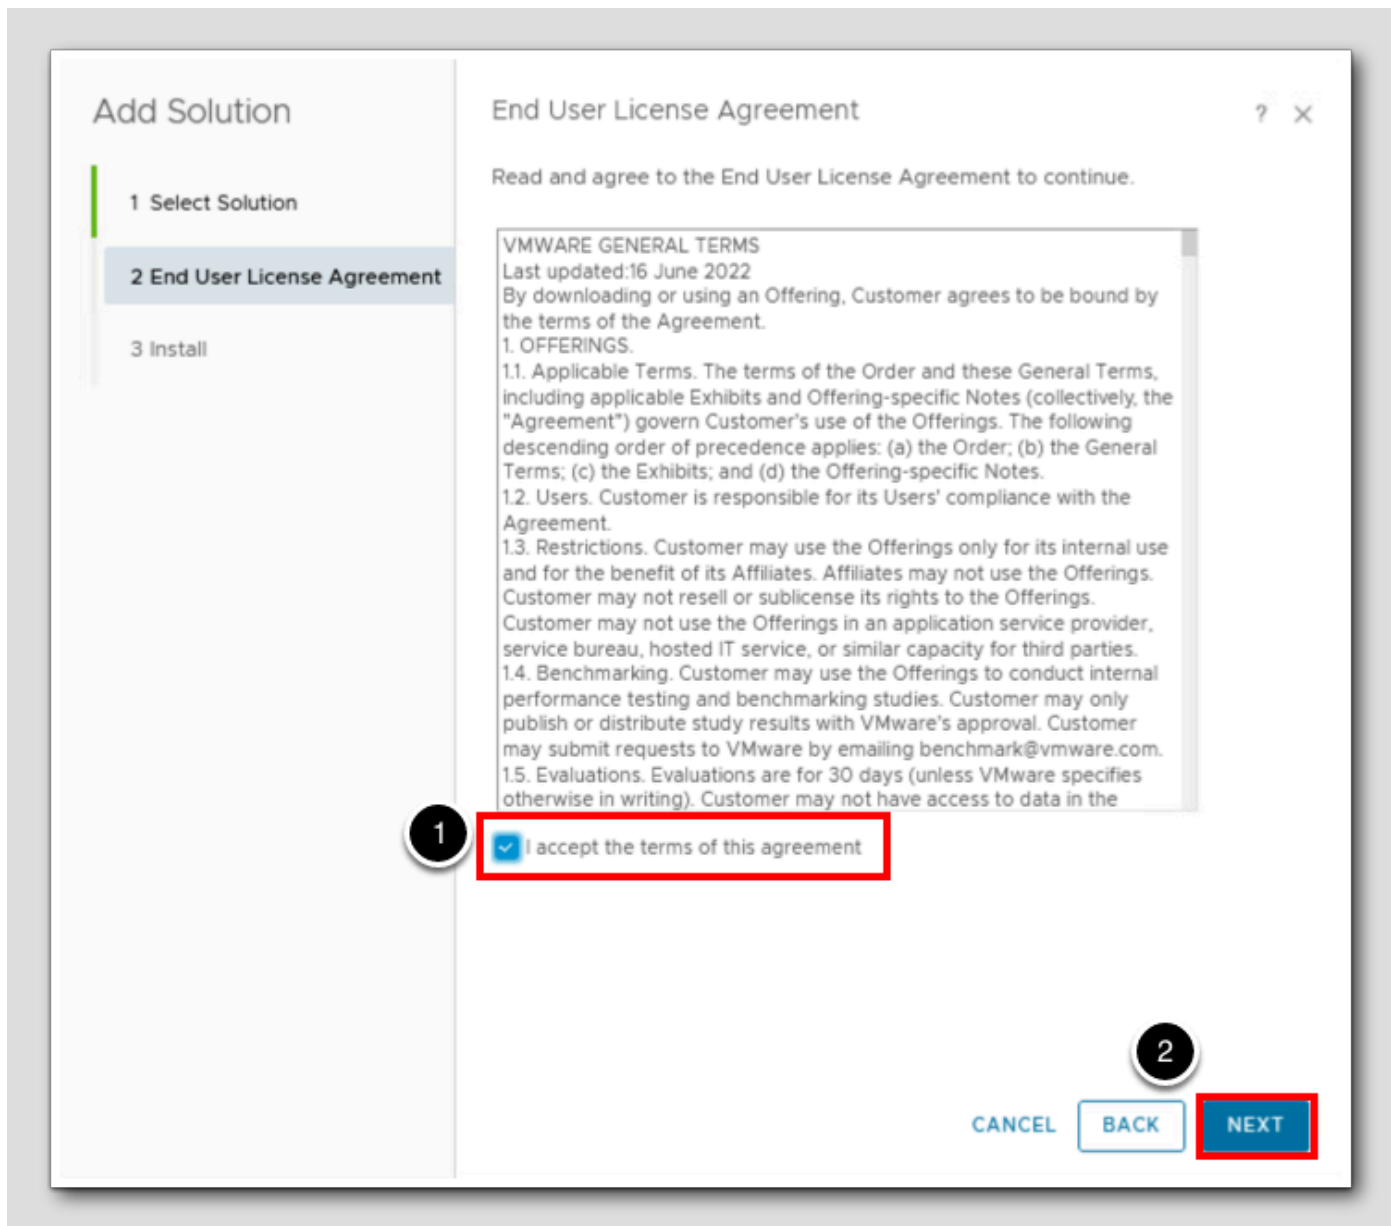 Add Solution
1 Select Solution
2 End User License Agreement
3 Install
End User License Agreement
?
Read and agree to the End User License Agreement to continue.
VMWARE GENERAL TERMS
Last updated:16 June 2022
By downloading or using an Offering, Customer agrees to be bound by
the terms of the Agreement.
1. OFFERINGS.
1.1. Applicable Terms. The terms of the Order and these General Terms,
including applicable Exhibits and Offering-specific Notes (collectively, the
"Agreement") govern Customer's use of the Offerings. The following
descending order of precedence applies: (a) the Order; (b) the General
Terms; (c) the Exhibits; and (d) the Offering-specific Notes.
1.2. Users. Customer is responsible for its Users' compliance with the
Agreement.
1.3. Restrictions. Customer may use the Offerings only for its internal use
and for the benefit of its Affiliates. Affiliates may not use the Offerings.
Customer may not resell or sublicense its rights to the Offerings.
Customer may not use the Offerings in an application service provider,
service bureau, hosted IT service, or similar capacity for third parties.
1.4. Benchmarking. Customer may use the Offerings to conduct internal
performance testing and benchmarking studies. Customer may only
publish or distribute study results with VMware's approval. Customer
may submit requests to VMware by emailing benchmark@vmware.com.
1.5. Evaluations. Evaluations are for 30 days (unless VMware specifies
otherwise in writing). Customer may not have access to data in the
1
I accept the terms of this agreement
2
CANCEL BACK NEXT